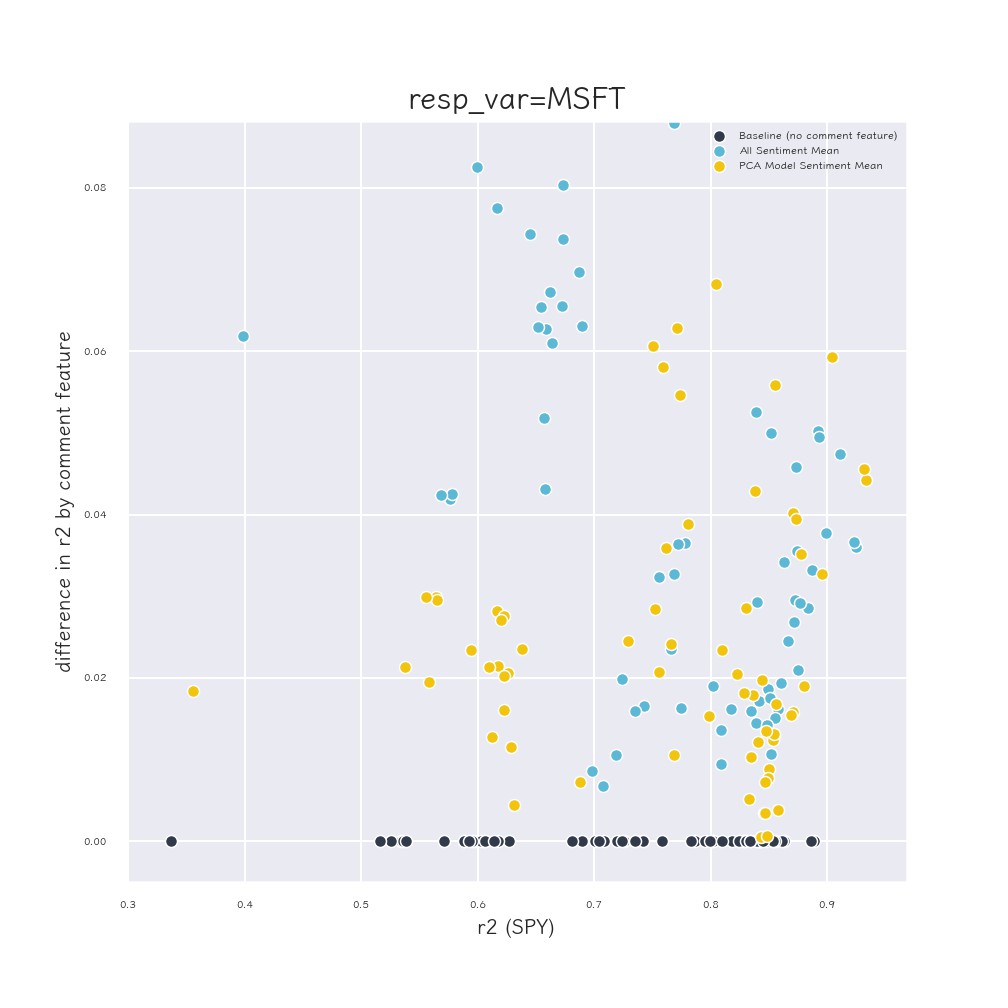 resp_var=MSFT
Baseline (no comment feature)
All Sentiment Mean
PCA Model Sentiment Mean
difference in r2 by comment feature
0.08
0.06
0.04
0.02
0.00
0.3 0.4 0.5 0.6 0.7 0.8 0.9
r2 (SPY)